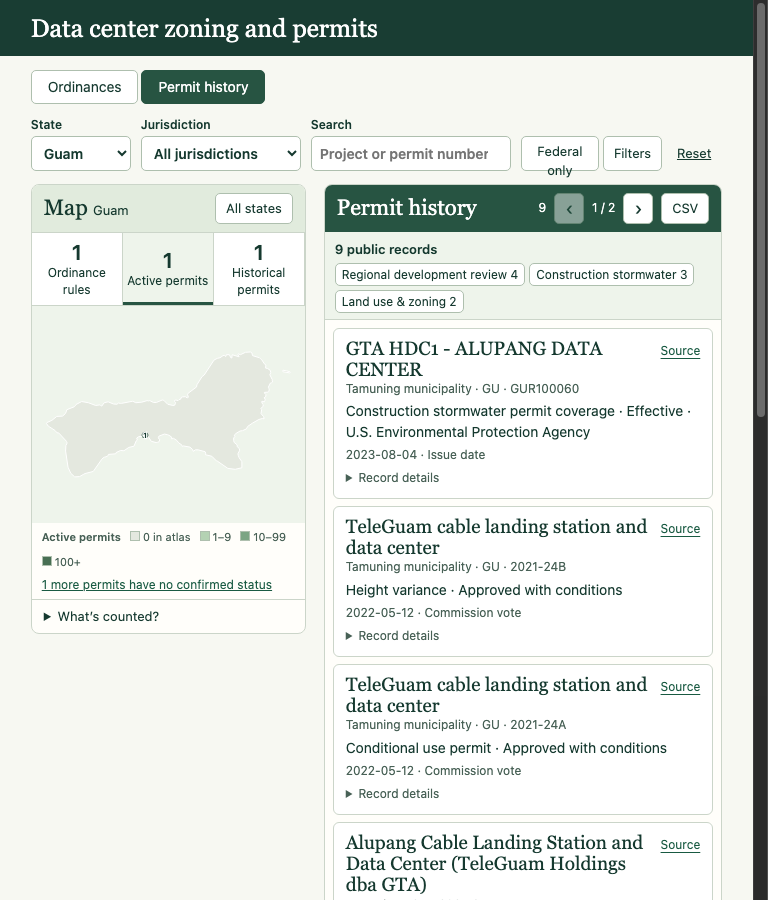 Data center zoning and permits
Ordinances
Permit history
State
Jurisdiction
Search
Guam
All jurisdictions
Project or permit number
Federal
only
Filters
Reset
Map Guam
All states
1
Ordinance
rules
1
Active permits
1
Historical
permits
(1)
Active permits
0 in atlas
1–9
10–99
100+
1 more permits have no confirmed status
▶ What's counted?
Permit history
9
‹
1 / 2
›
CSV
9 public records
Regional development review 4
Construction stormwater 3
Land use & zoning 2
GTA HDC1 - ALUPANG DATA
CENTER
Source
Tamuning municipality · GU · GUR100060
Construction stormwater permit coverage · Effective ·
U.S. Environmental Protection Agency
2023-08-04 · Issue date
▶ Record details
TeleGuam cable landing station and
data center
Source
Tamuning municipality · GU · 2021-24B
Height variance · Approved with conditions
2022-05-12 · Commission vote
▶ Record details
TeleGuam cable landing station and
data center
Source
Tamuning municipality · GU · 2021-24A
Conditional use permit · Approved with conditions
2022-05-12 · Commission vote
▶ Record details
Alupang Cable Landing Station and
Data Center (TeleGuam Holdings
dba GTA)
Source